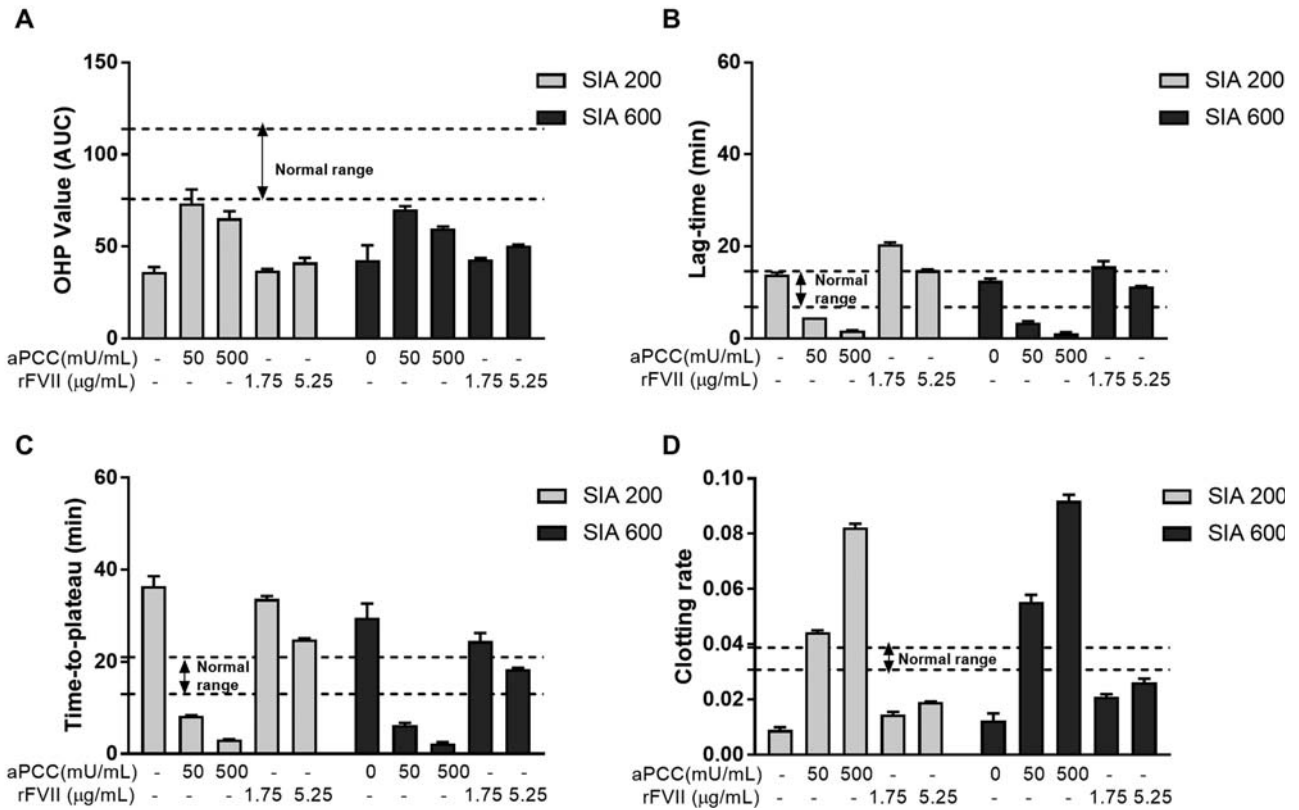 A
OHP Value (AUC)
150
100
50
0
SIA 200
SIA 600
Normal range
aPCC(mU/mL) - 50 500 - - 0 50 500 - -
rFVII (μg/mL) - - - 1.75 5.25 - - - 1.75 5.25
B
Lag-time (min)
60
40
20
0
SIA 200
SIA 600
Normal
range
aPCC(mU/mL) - 50 500 - - 0 50 500 - -
rFVII (μg/mL) - - - 1.75 5.25 - - - 1.75 5.25
C
Time-to-plateau (min)
60
40
20
0
SIA 200
SIA 600
Normal
range
aPCC(mU/mL) - 50 500 - - 0 50 500 - -
rFVII (μg/mL) - - - 1.75 5.25 - - - 1.75 5.25
D
Clotting rate
0.10
0.08
0.06
0.04
0.02
0.00
SIA 200
SIA 600
Normal range
aPCC(mU/mL) - 50 500 - - 0 50 500 - -
rFVII (μg/mL) - - - 1.75 5.25 - - - 1.75 5.25